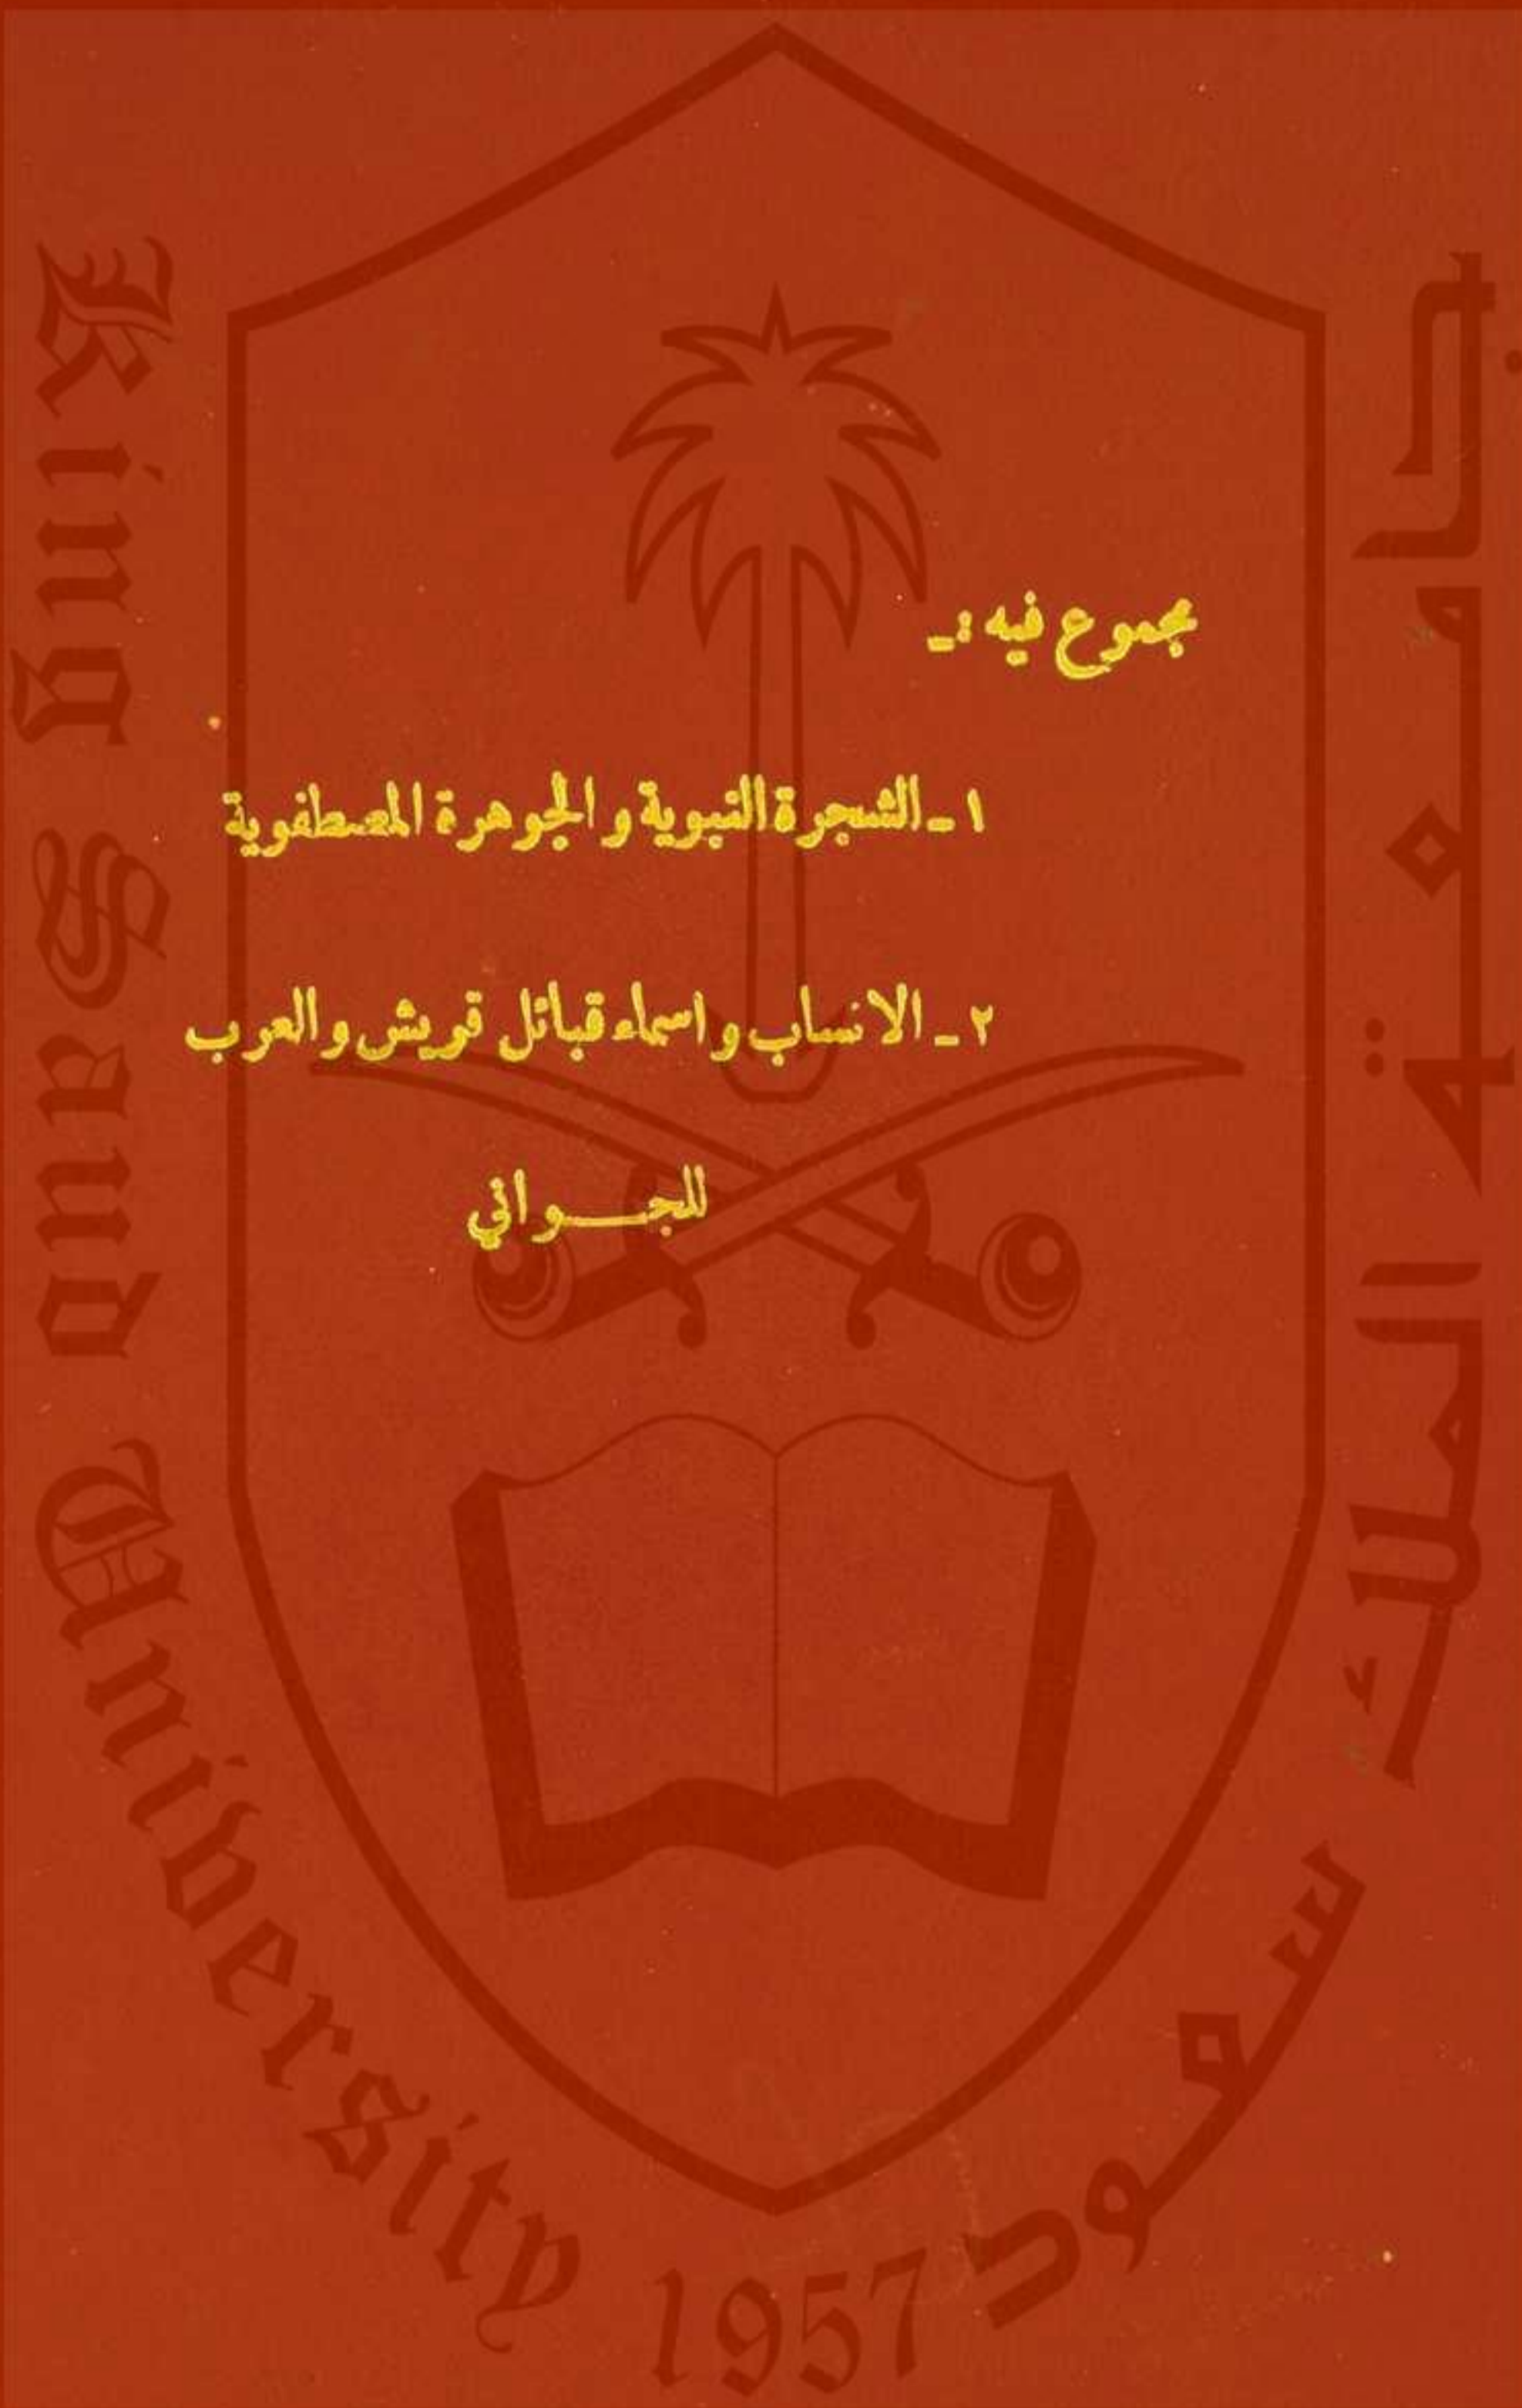 مجموع فيه :-
١ - الشجرة النبوية والجوهرة المصطفوية
٢ - الانساب واسماء قبائل قريش والعرب
للجواني
King Saud University 1957 جامعة الملك سعود